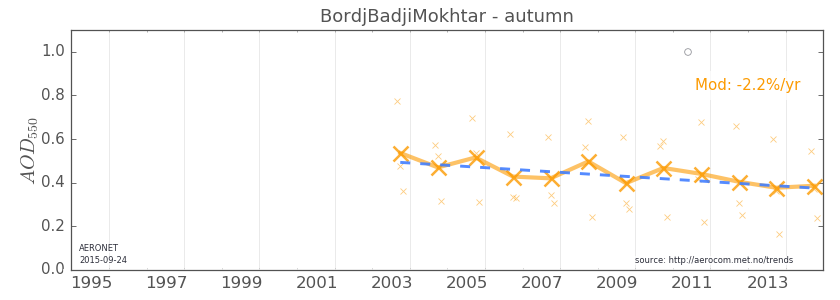 BordjBadjiMokhtar - autumn
1.0
0.8
0.6
0.4
0.2
0.0
AOD550
Mod: -2.2%/yr
AERONET
2015-09-24
source: http://aerocom.met.no/trends
1995 1997 1999 2001 2003 2005 2007 2009 2011 2013